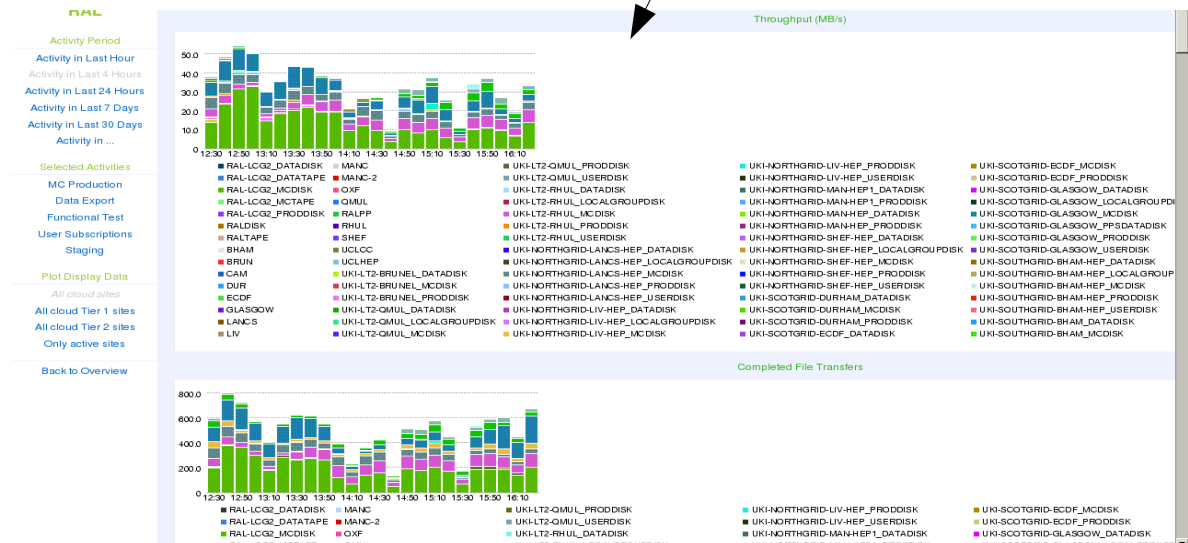 RAL
Activity Period
Activity in Last Hour
Activity in Last 4 Hours
Activity in Last 24 Hours
Activity in Last 7 Days
Activity in Last 30 Days
Activity in ...
Selected Activities
MC Production
Data Export
Functional Test
User Subscriptions
Staging
Plot Display Data
All cloud sites
All cloud Tier 1 sites
All cloud Tier 2 sites
Only active sites
Back to Overview
Throughput (MB/s)
50.0
40.0
30.0
20.0
10.0
0
12:30 12:50 13:10 13:30 13:50 14:10 14:30 14:50 15:10 15:30 15:50 16:10
RAL-LCG2_DATADISK MANC UKI-LT2-QMUL_PRODDISK UKI-NORTHGRID-LIV-HEP_PRODDISK UKI-SCOTGRID-ECDF_MCDISK
RAL-LCG2_DATATAPE MANC-2 UKI-LT2-QMUL_USERDISK UKI-NORTHGRID-LIV-HEP_USERDISK UKI-SCOTGRID-ECDF_PRODDISK
RAL-LCG2_MCDISK OXF UKI-LT2-RHUL_DATADISK UKI-NORTHGRID-MAN-HEP1_DATADISK UKI-SCOTGRID-GLASGOW_DATADISK
RAL-LCG2_MCTAPE QMUL UKI-LT2-RHUL_LOCALGROUPDISK UKI-NORTHGRID-MAN-HEP1_PRODDISK UKI-SCOTGRID-GLASGOW_LOCALGROUPDI
RAL-LCG2_PRODDISK RALPP UKI-LT2-RHUL_MCDISK UKI-NORTHGRID-MAN-HEP_DATADISK UKI-SCOTGRID-GLASGOW_MCDISK
RALDISK RHUL UKI-LT2-RHUL_PRODDISK UKI-NORTHGRID-MAN-HEP_PRODDISK UKI-SCOTGRID-GLASGOW_PPSDATADISK
RALTAPE SHEF UKI-LT2-RHUL_USERDISK UKI-NORTHGRID-SHEF-HEP_DATADISK UKI-SCOTGRID-GLASGOW_PRODDISK
BHAM UCLCC UKI-NORTHGRID-LANCS-HEP_DATADISK UKI-NORTHGRID-SHEF-HEP_LOCALGROUPDISK UKI-SCOTGRID-GLASGOW_USERDISK
BRUN UCLHEP UKI-NORTHGRID-LANCS-HEP_LOCALGROUPDISK UKI-NORTHGRID-SHEF-HEP_MCDISK UKI-SOUTHGRID-BHAM-HEP_DATADISK
CAM UKI-LT2-BRUNEL_DATADISK UKI-NORTHGRID-LANCS-HEP_MCDISK UKI-NORTHGRID-SHEF-HEP_PRODDISK UKI-SOUTHGRID-BHAM-HEP_LOCALGROUP
DUR UKI-LT2-BRUNEL_MCDISK UKI-NORTHGRID-LANCS-HEP_PRODDISK UKI-NORTHGRID-SHEF-HEP_USERDISK UKI-SOUTHGRID-BHAM-HEP_MCDISK
ECDF UKI-LT2-BRUNEL_PRODDISK UKI-NORTHGRID-LANCS-HEP_USERDISK UKI-SCOTGRID-DURHAM_DATADISK UKI-SOUTHGRID-BHAM-HEP_PRODDISK
GLASGOW UKI-LT2-QMUL_DATADISK UKI-NORTHGRID-LIV-HEP_DATADISK UKI-SCOTGRID-DURHAM_MCDISK UKI-SOUTHGRID-BHAM-HEP_USERDISK
LANCS UKI-LT2-QMUL_LOCALGROUPDISK UKI-NORTHGRID-LIV-HEP_LOCALGROUPDISK UKI-SCOTGRID-DURHAM_PRODDISK UKI-SOUTHGRID-BHAM_DATADISK
LIV UKI-LT2-QMUL_MCDISK UKI-NORTHGRID-LIV-HEP_MCDISK UKI-SCOTGRID-ECDF_DATADISK UKI-SOUTHGRID-BHAM_MCDISK
Completed File Transfers
800.0
600.0
400.0
200.0
0
12:30 12:50 13:10 13:30 13:50 14:10 14:30 14:50 15:10 15:30 15:50 16:10
RAL-LCG2_DATADISK MANC UKI-LT2-QMUL_PRODDISK UKI-NORTHGRID-LIV-HEP_PRODDISK UKI-SCOTGRID-ECDF_MCDISK
RAL-LCG2_DATATAPE MANC-2 UKI-LT2-QMUL_USERDISK UKI-NORTHGRID-LIV-HEP_USERDISK UKI-SCOTGRID-ECDF_PRODDISK
RAL-LCG2_MCDISK OXF UKI-LT2-RHUL_DATADISK UKI-NORTHGRID-MAN-HEP1_DATADISK UKI-SCOTGRID-GLASGOW_DATADISK